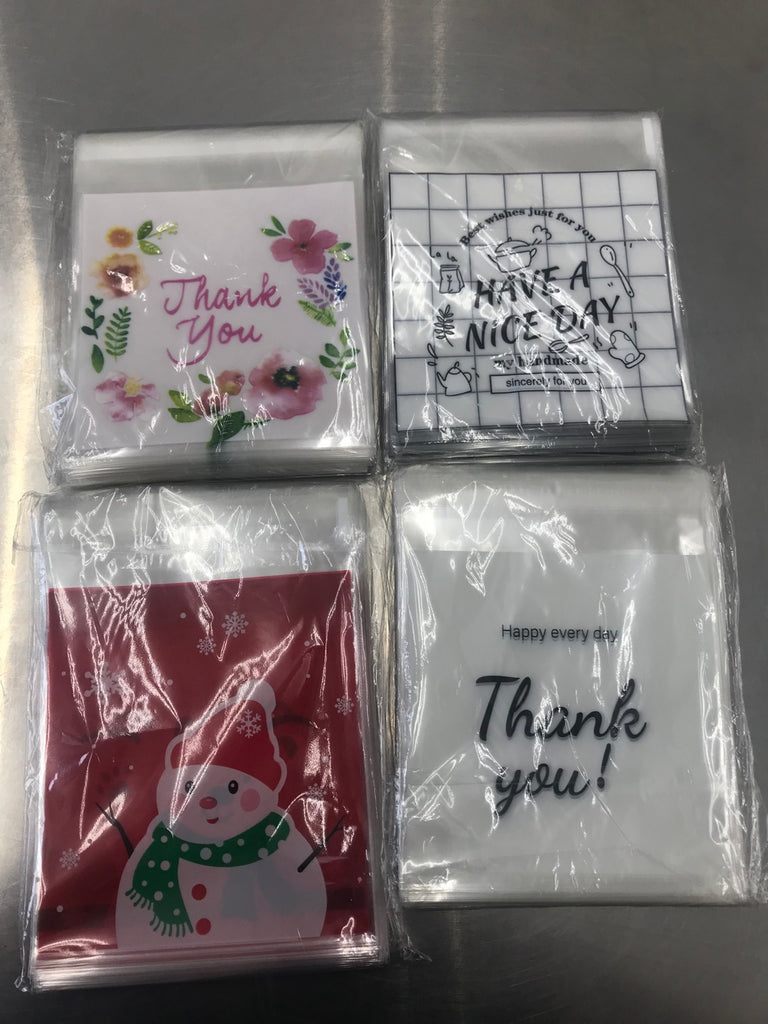 Thank
You
Best wishes just for you
HAVE A
NICE DAY
my handmade
sincerely for you
Happy every day
Thank
you!